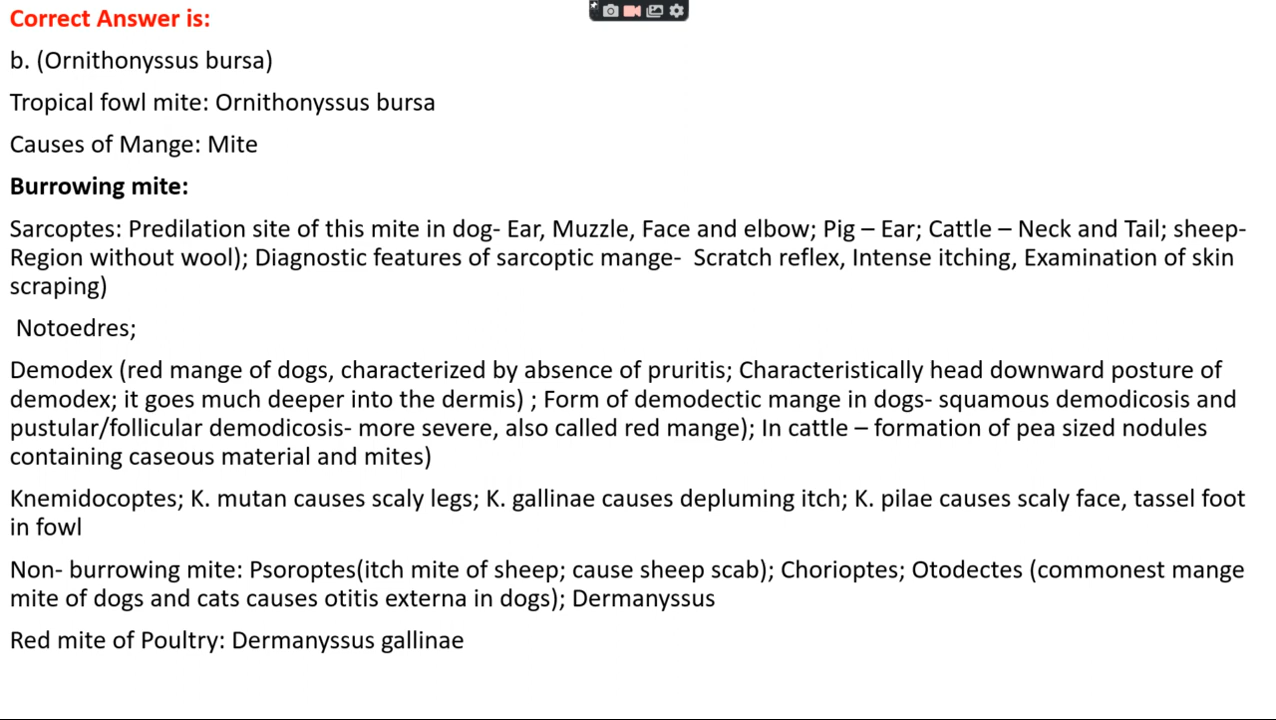 Correct Answer is:
b. (Ornithonyssus bursa)
Tropical fowl mite: Ornithonyssus bursa
Causes of Mange: Mite
Burrowing mite:
Sarcoptes: Predilation site of this mite in dog- Ear, Muzzle, Face and elbow; Pig – Ear; Cattle – Neck and Tail; sheep-
Region without wool); Diagnostic features of sarcoptic mange-  Scratch reflex, Intense itching, Examination of skin
scraping)
Notoedres;
Demodex (red mange of dogs, characterized by absence of pruritis; Characteristically head downward posture of
demodex; it goes much deeper into the dermis) ; Form of demodectic mange in dogs- squamous demodicosis and
pustular/follicular demodicosis- more severe, also called red mange); In cattle – formation of pea sized nodules
containing caseous material and mites)
Knemidocoptes; K. mutan causes scaly legs; K. gallinae causes depluming itch; K. pilae causes scaly face, tassel foot
in fowl
Non- burrowing mite: Psoroptes(itch mite of sheep; cause sheep scab); Chorioptes; Otodectes (commonest mange
mite of dogs and cats causes otitis externa in dogs); Dermanyssus
Red mite of Poultry: Dermanyssus gallinae